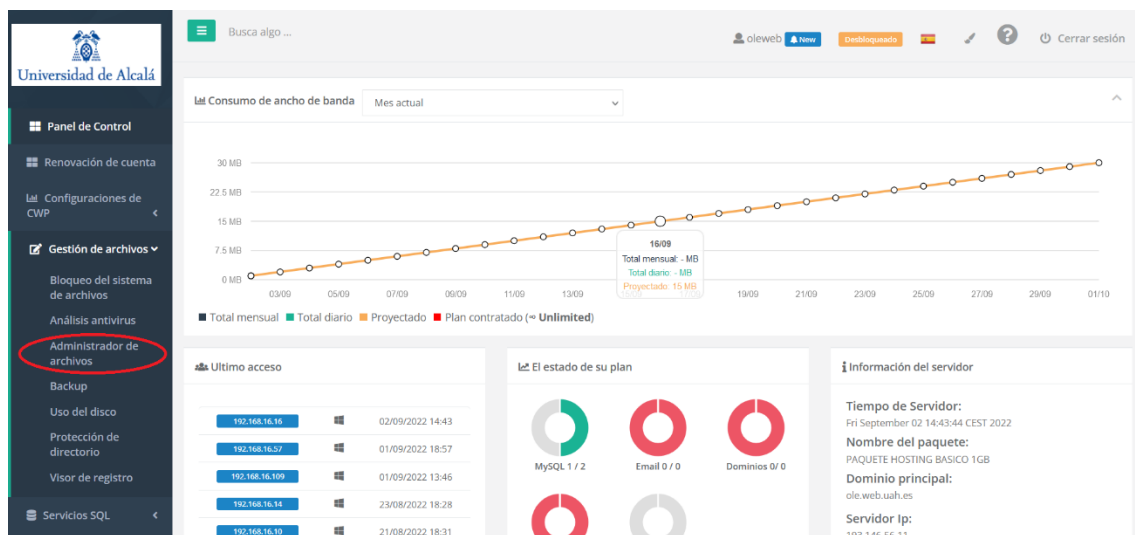 Universidad de Alcalá
Panel de Control
Renovación de cuenta
Configuraciones de
CWP
Gestión de archivos
Bloqueo del sistema
de archivos
Análisis antivirus
Administrador de
archivos
Backup
Uso del disco
Protección de
directorio
Visor de registro
Servicios SQL
Busca algo ...
oleweb New Desbloqueado ? Cerrar sesión
Consumo de ancho de banda Mes actual
30 MB
22.5 MB
15 MB
7.5 MB
0 MB
16/09
Total mensual: - MB
Total diario: - MB
Proyectado: 15 MB
03/09 05/09 07/09 09/09 11/09 13/09 19/09 21/09 23/09 25/09 27/09 29/09 01/10
Total mensual Total diario Proyectado Plan contratado (∞ Unlimited)
Ultimo acceso
192.168.16.16 02/09/2022 14:43
192.168.16.57 01/09/2022 18:57
192.168.16.109 01/09/2022 13:46
192.168.16.14 23/08/2022 18:28
192.168.16.10 21/08/2022 18:31
El estado de su plan
MySQL 1 / 2 Email 0 / 0 Dominios 0/ 0
Información del servidor
Tiempo de Servidor:
Fri September 02 14:43:44 CEST 2022
Nombre del paquete:
PAQUETE HOSTING BASICO 1GB
Dominio principal:
ole.web.uah.es
Servidor Ip: